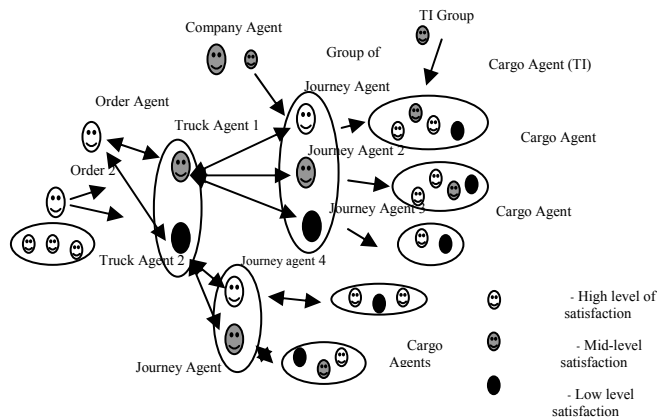 TI Group
Company Agent
Group of
Cargo Agent (TI)
Journey Agent
Order Agent
Truck Agent 1
Cargo Agent
Journey Agent 2
Order 2
Journey Agent 3
Cargo Agent
Truck Agent 2
Journey agent 4
- High level of
satisfaction
Cargo
Agents
- Mid-level
satisfaction
Journey Agent
- Low level
satisfaction